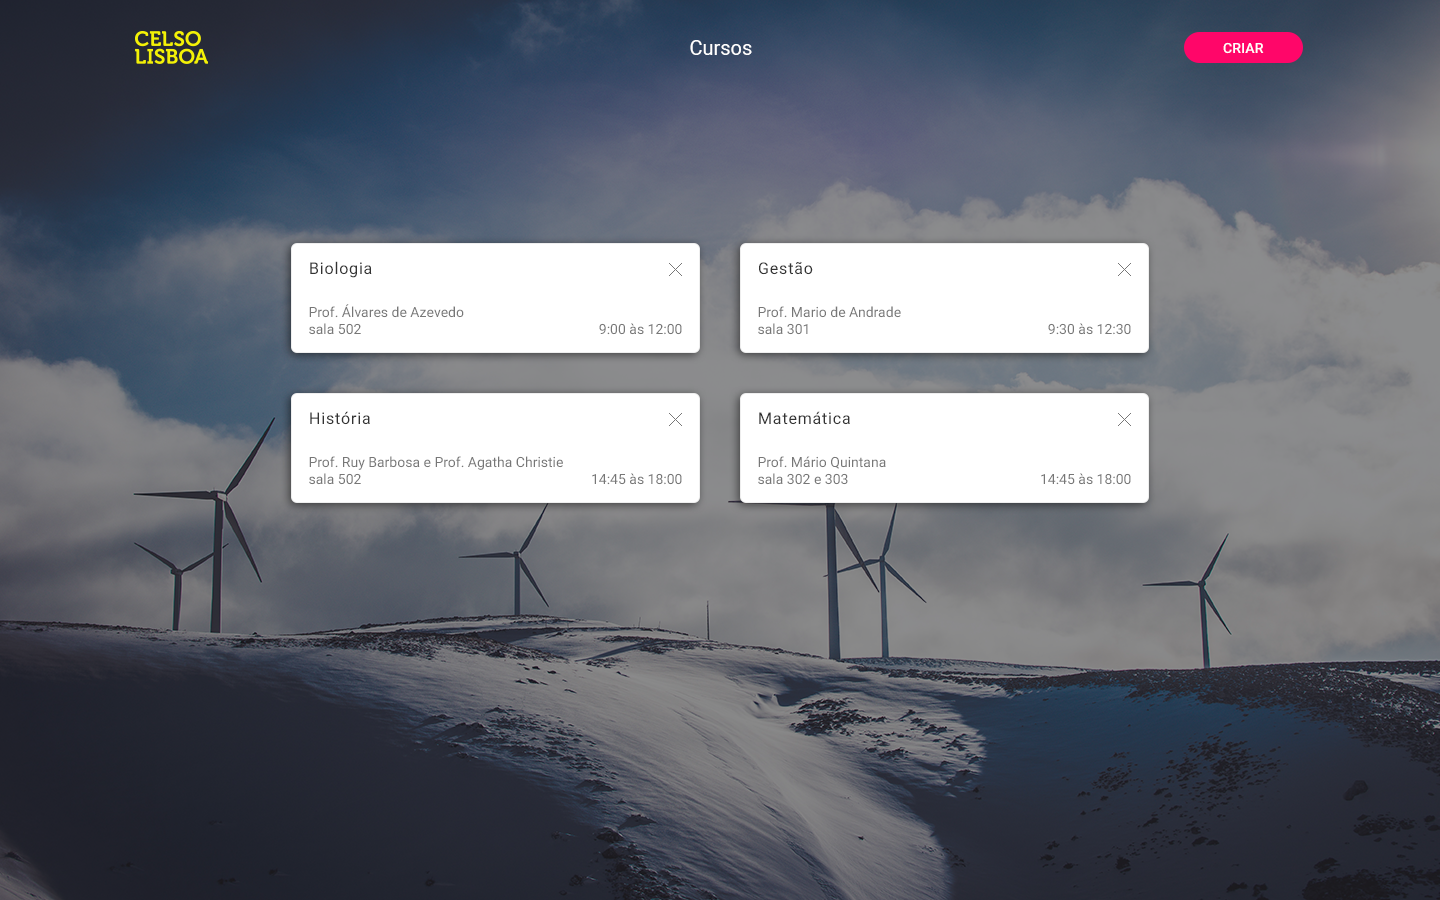 CELSO
LISBOA
Cursos
CRIAR
Biologia
Prof. Álvares de Azevedo
sala 502
9:00 às 12:00
Gestão
Prof. Mario de Andrade
sala 301
9:30 às 12:30
História
Prof. Ruy Barbosa e Prof. Agatha Christie
sala 502
14:45 às 18:00
Matemática
Prof. Mário Quintana
sala 302 e 303
14:45 às 18:00